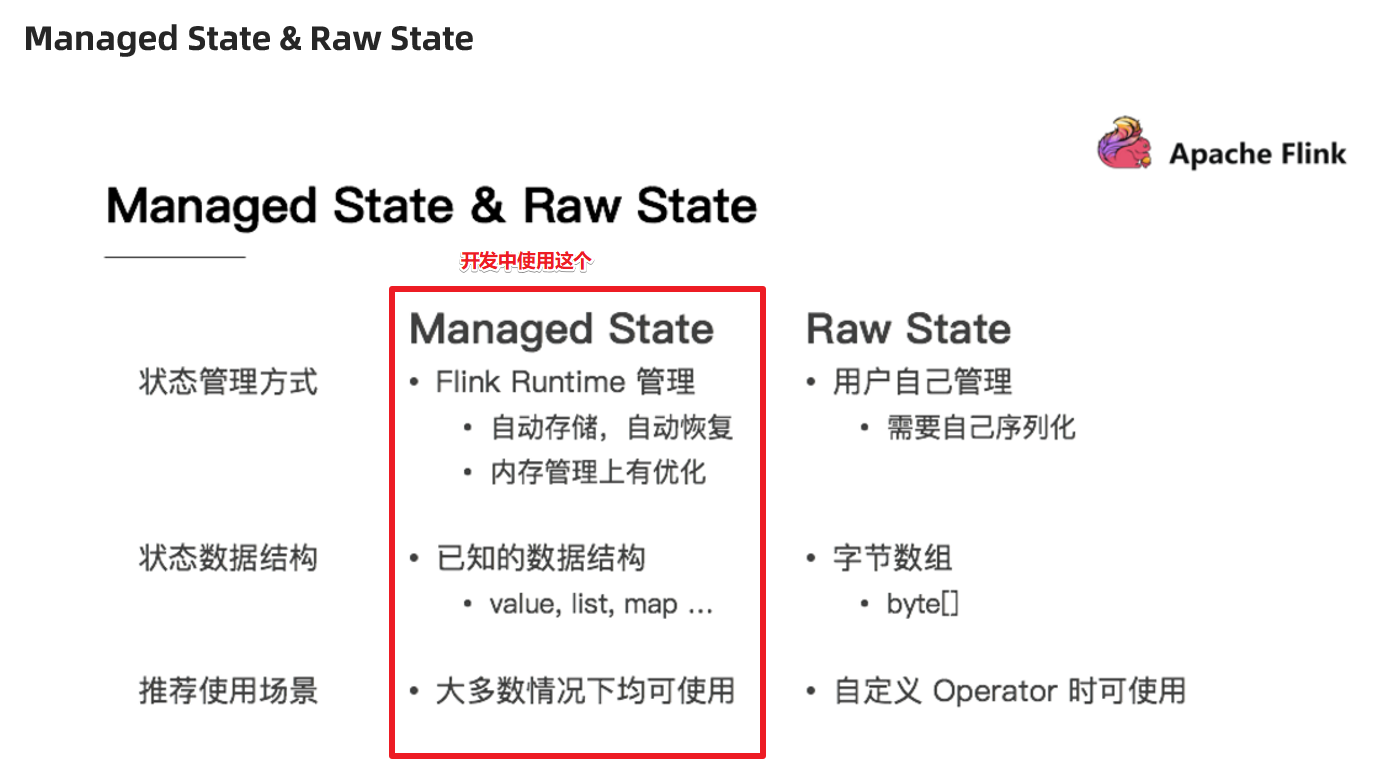 Managed State & Raw State
Apache Flink
Managed State & Raw State
开发中使用这个
Managed State
Raw State
状态管理方式
• Flink Runtime 管理
• 用户自己管理
• 自动存储，自动恢复
• 需要自己序列化
• 内存管理上有优化
状态数据结构
• 已知的数据结构
• 字节数组
• value, list, map ...
• byte[]
推荐使用场景
• 大多数情况下均可使用
• 自定义 Operator 时可使用